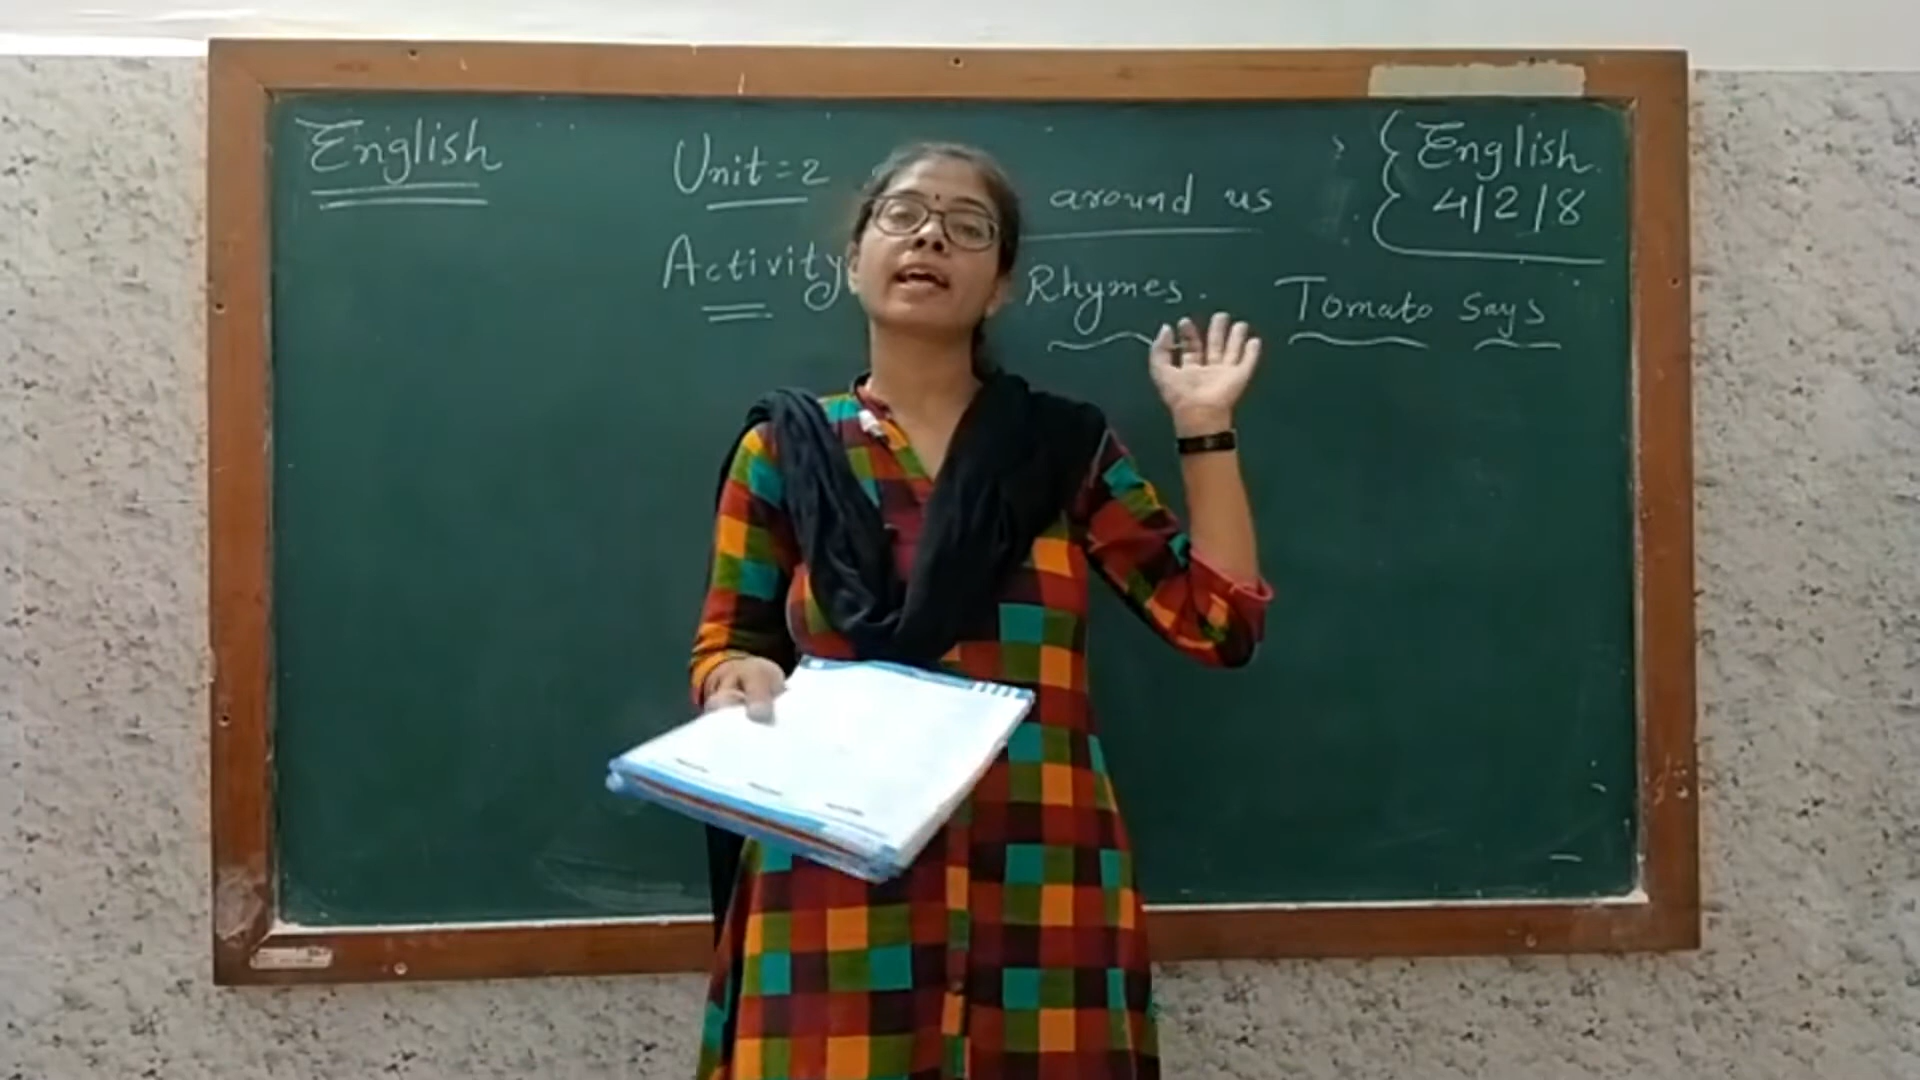 English
Unit = 2 around us
Activity Rhymes. Tomato says
English.
4/2/8